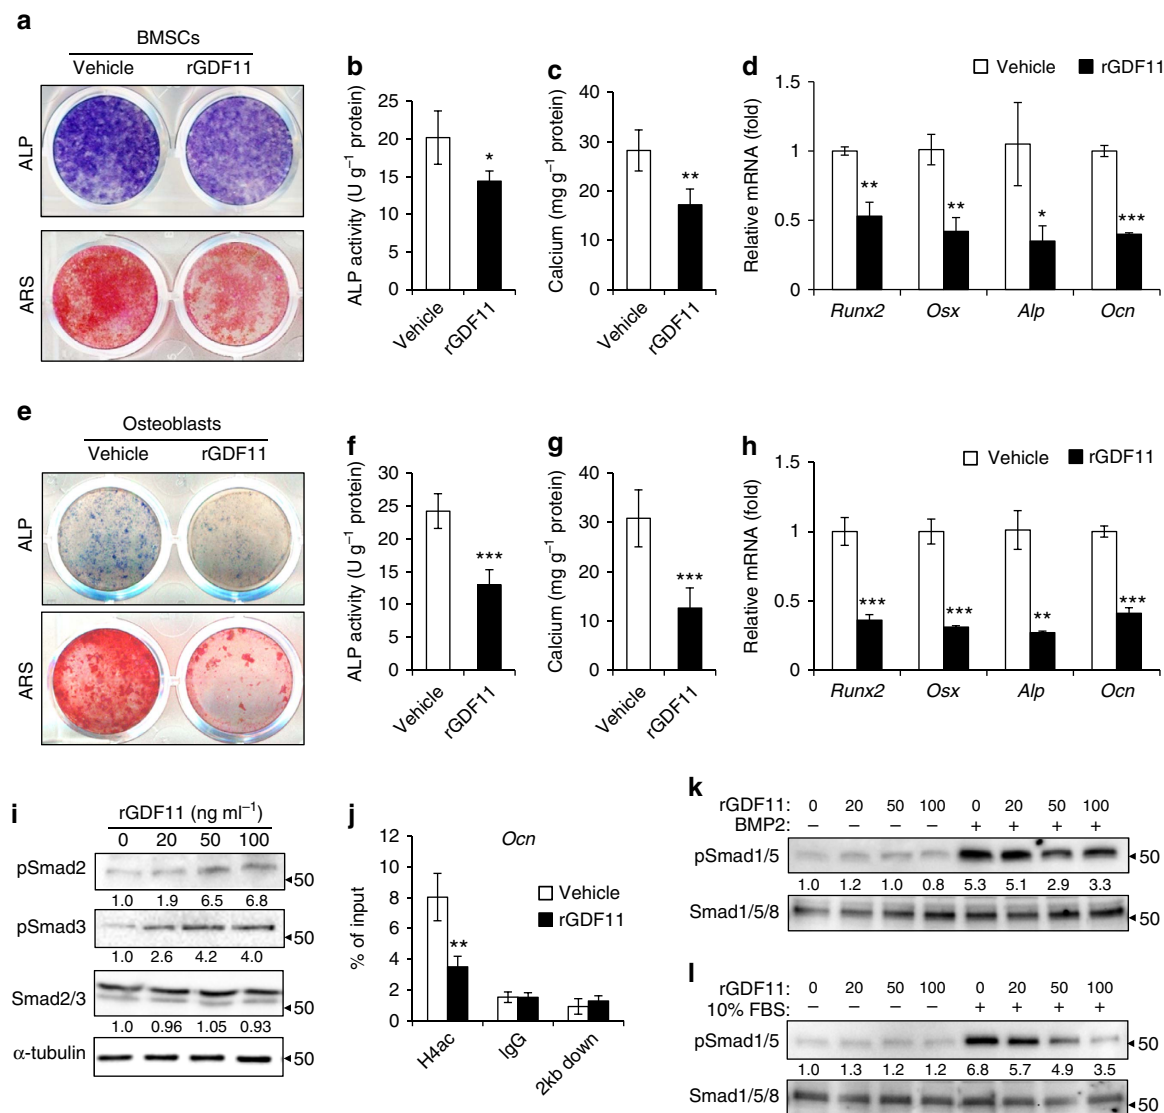 a
BMSCs
Vehicle rGDF11
ALP
ARS
b
ALP activity (U g⁻¹ protein)
25
20
15
10
5
0
*
Vehicle
rGDF11
c
Calcium (mg g⁻¹ protein)
40
30
20
10
0
**
Vehicle
rGDF11
d
Vehicle rGDF11
Relative mRNA (fold)
1.5
1
0.5
0
** ** * ***
Runx2 Osx Alp Ocn
e
Osteoblasts
Vehicle rGDF11
ALP
ARS
f
ALP activity (U g⁻¹ protein)
30
25
20
15
10
5
0
***
Vehicle
rGDF11
g
Calcium (mg g⁻¹ protein)
40
30
20
10
0
***
Vehicle
rGDF11
h
Vehicle rGDF11
Relative mRNA (fold)
1.5
1
0.5
0
*** *** ** ***
Runx2 Osx Alp Ocn
i
rGDF11 (ng ml⁻¹)
0 20 50 100
pSmad2 50
1.0 1.9 6.5 6.8
pSmad3 50
1.0 2.6 4.2 4.0
Smad2/3 50
1.0 0.96 1.05 0.93
α-tubulin 50
j
Ocn
% of input
12
10
8
6
4
2
0
Vehicle
rGDF11
**
H4ac
IgG
2kb down
k
rGDF11: 0 20 50 100 0 20 50 100
BMP2: − − − − + + + +
pSmad1/5 50
1.0 1.2 1.0 0.8 5.3 5.1 2.9 3.3
Smad1/5/8 50
l
rGDF11: 0 20 50 100 0 20 50 100
10% FBS: − − − − + + + +
pSmad1/5 50
1.0 1.3 1.2 1.2 6.8 5.7 4.9 3.5
Smad1/5/8 50